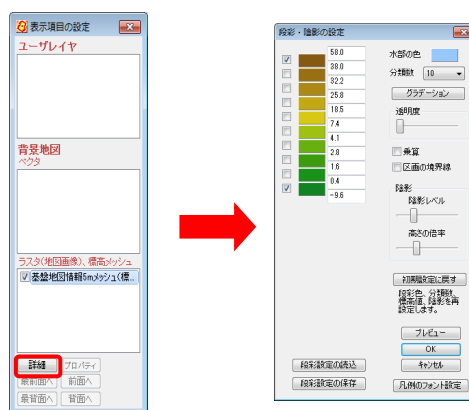 表示項目の設定
ユーザレイヤ
背景地図
ベクタ
ラスタ(地図画像)、標高メッシュ
基盤地図情報5mメッシュ(標...
詳細
プロパティ
最前面へ
前面へ
最背面へ
背面へ
段彩・陰影の設定
58.0
38.0
32.2
25.8
18.5
7.4
4.1
2.8
1.6
0.4
-9.6
水部の色
分類数
10
グラデーション
透明度
乗算
区画の境界線
陰影
陰影レベル
高さの倍率
初期設定に戻す
段彩色、分類数、
標高値、陰影を再
設定します。
プレビュー
OK
キャンセル
段彩設定の読込
段彩設定の保存
凡例のフォント設定